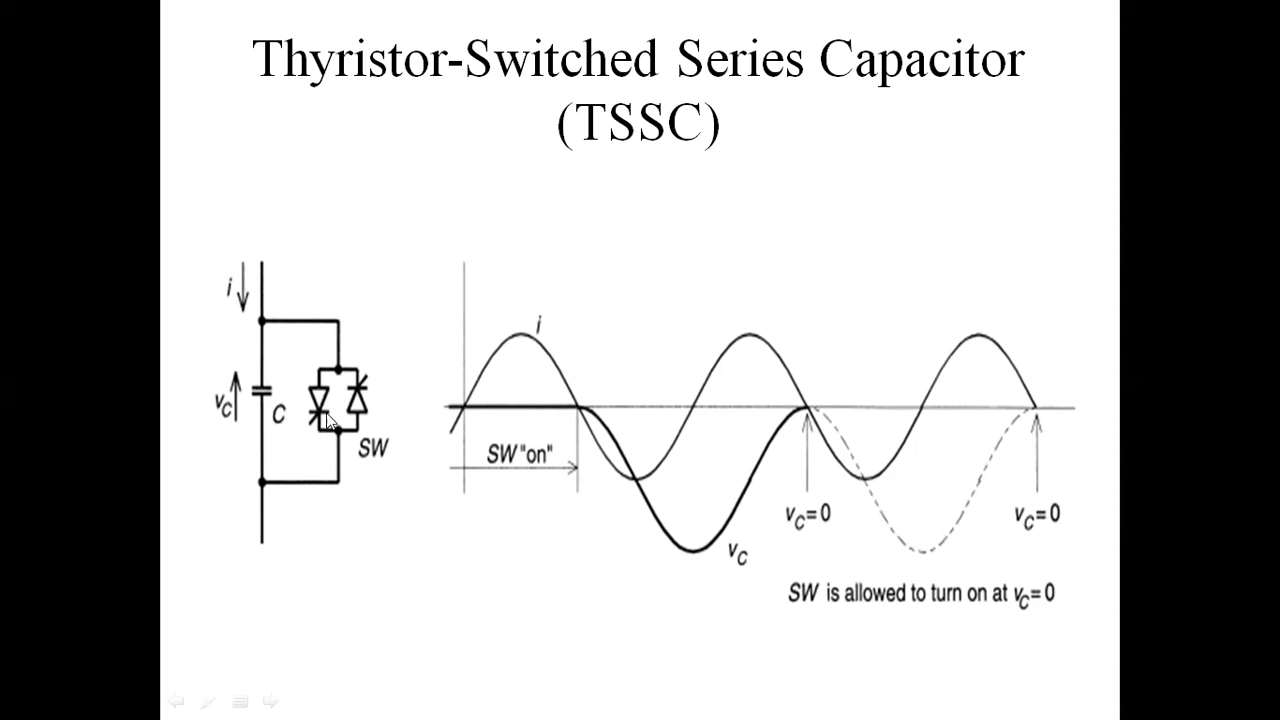 Thyristor-Switched Series Capacitor
(TSSC)
i
vC
C
SW
i
SW "on"
vC
vC=0
vC=0
SW is allowed to turn on at vC=0